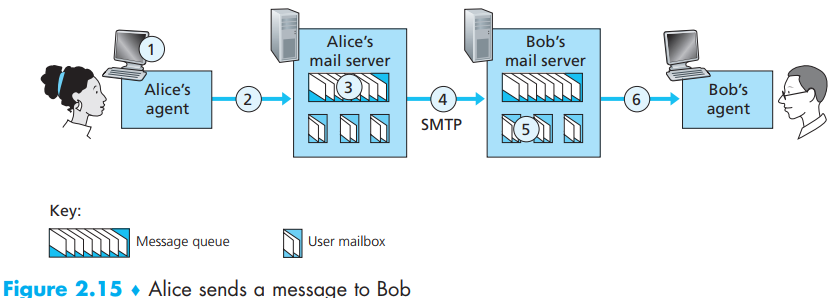 1
Alice's
agent
2
Alice's
mail server
3
4
SMTP
Bob's
mail server
5
6
Bob's
agent
Key:
Message queue
User mailbox
Figure 2.15 ♦ Alice sends a message to Bob